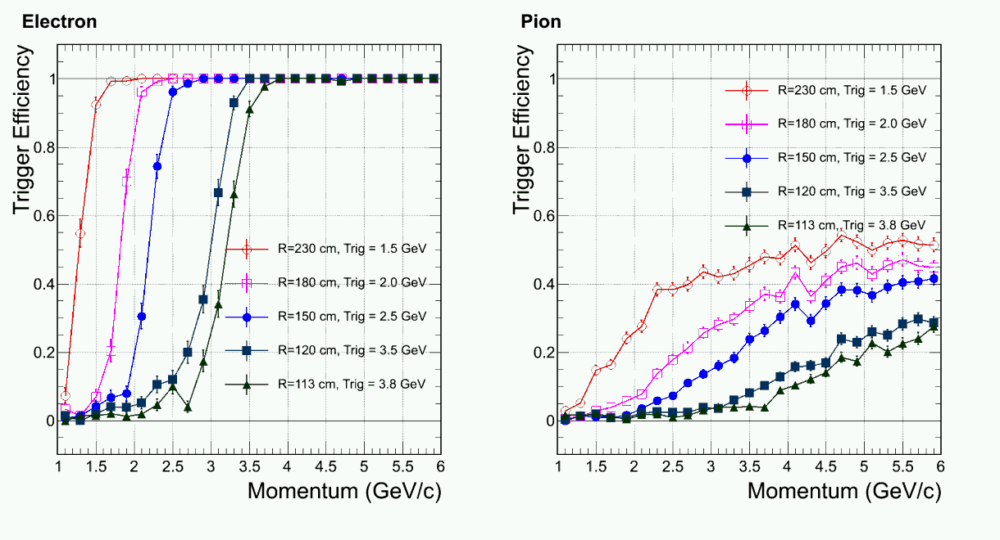 Electron
Trigger Efficiency
1
0.8
0.6
0.4
0.2
0
R=230 cm, Trig = 1.5 GeV
R=180 cm, Trig = 2.0 GeV
R=150 cm, Trig = 2.5 GeV
R=120 cm, Trig = 3.5 GeV
R=113 cm, Trig = 3.8 GeV
1 1.5 2 2.5 3 3.5 4 4.5 5 5.5 6
Momentum (GeV/c)
Pion
Trigger Efficiency
1
0.8
0.6
0.4
0.2
0
R=230 cm, Trig = 1.5 GeV
R=180 cm, Trig = 2.0 GeV
R=150 cm, Trig = 2.5 GeV
R=120 cm, Trig = 3.5 GeV
R=113 cm, Trig = 3.8 GeV
1 1.5 2 2.5 3 3.5 4 4.5 5 5.5 6
Momentum (GeV/c)